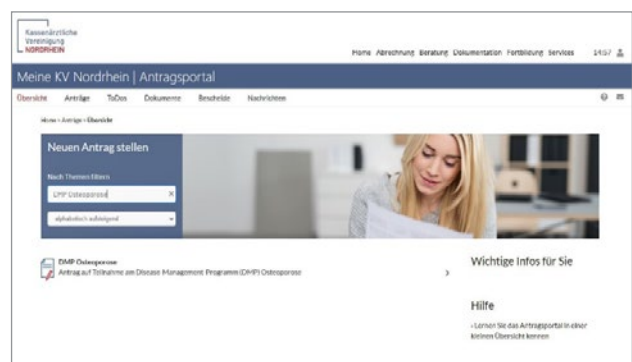 Kassenärztliche
Vereinigung
NORDRHEIN
Home Abrechnung Beratung Dokumentation Fortbildung Services 14:57
Meine KV Nordrhein | Antragsportal
Übersicht Anträge ToDos Dokumente Bescheide Nachrichten
Home > Anträge > Übersicht
Neuen Antrag stellen
Nach Themen filtern
DMP Osteoporose ×
alphabetisch aufsteigend
DMP Osteoporose
Antrag auf Teilnahme am Disease Management Programm (DMP) Osteoporose
Wichtige Infos für Sie
Hilfe
› Lernen Sie das Antragsportal in einer
kleinen Übersicht kennen